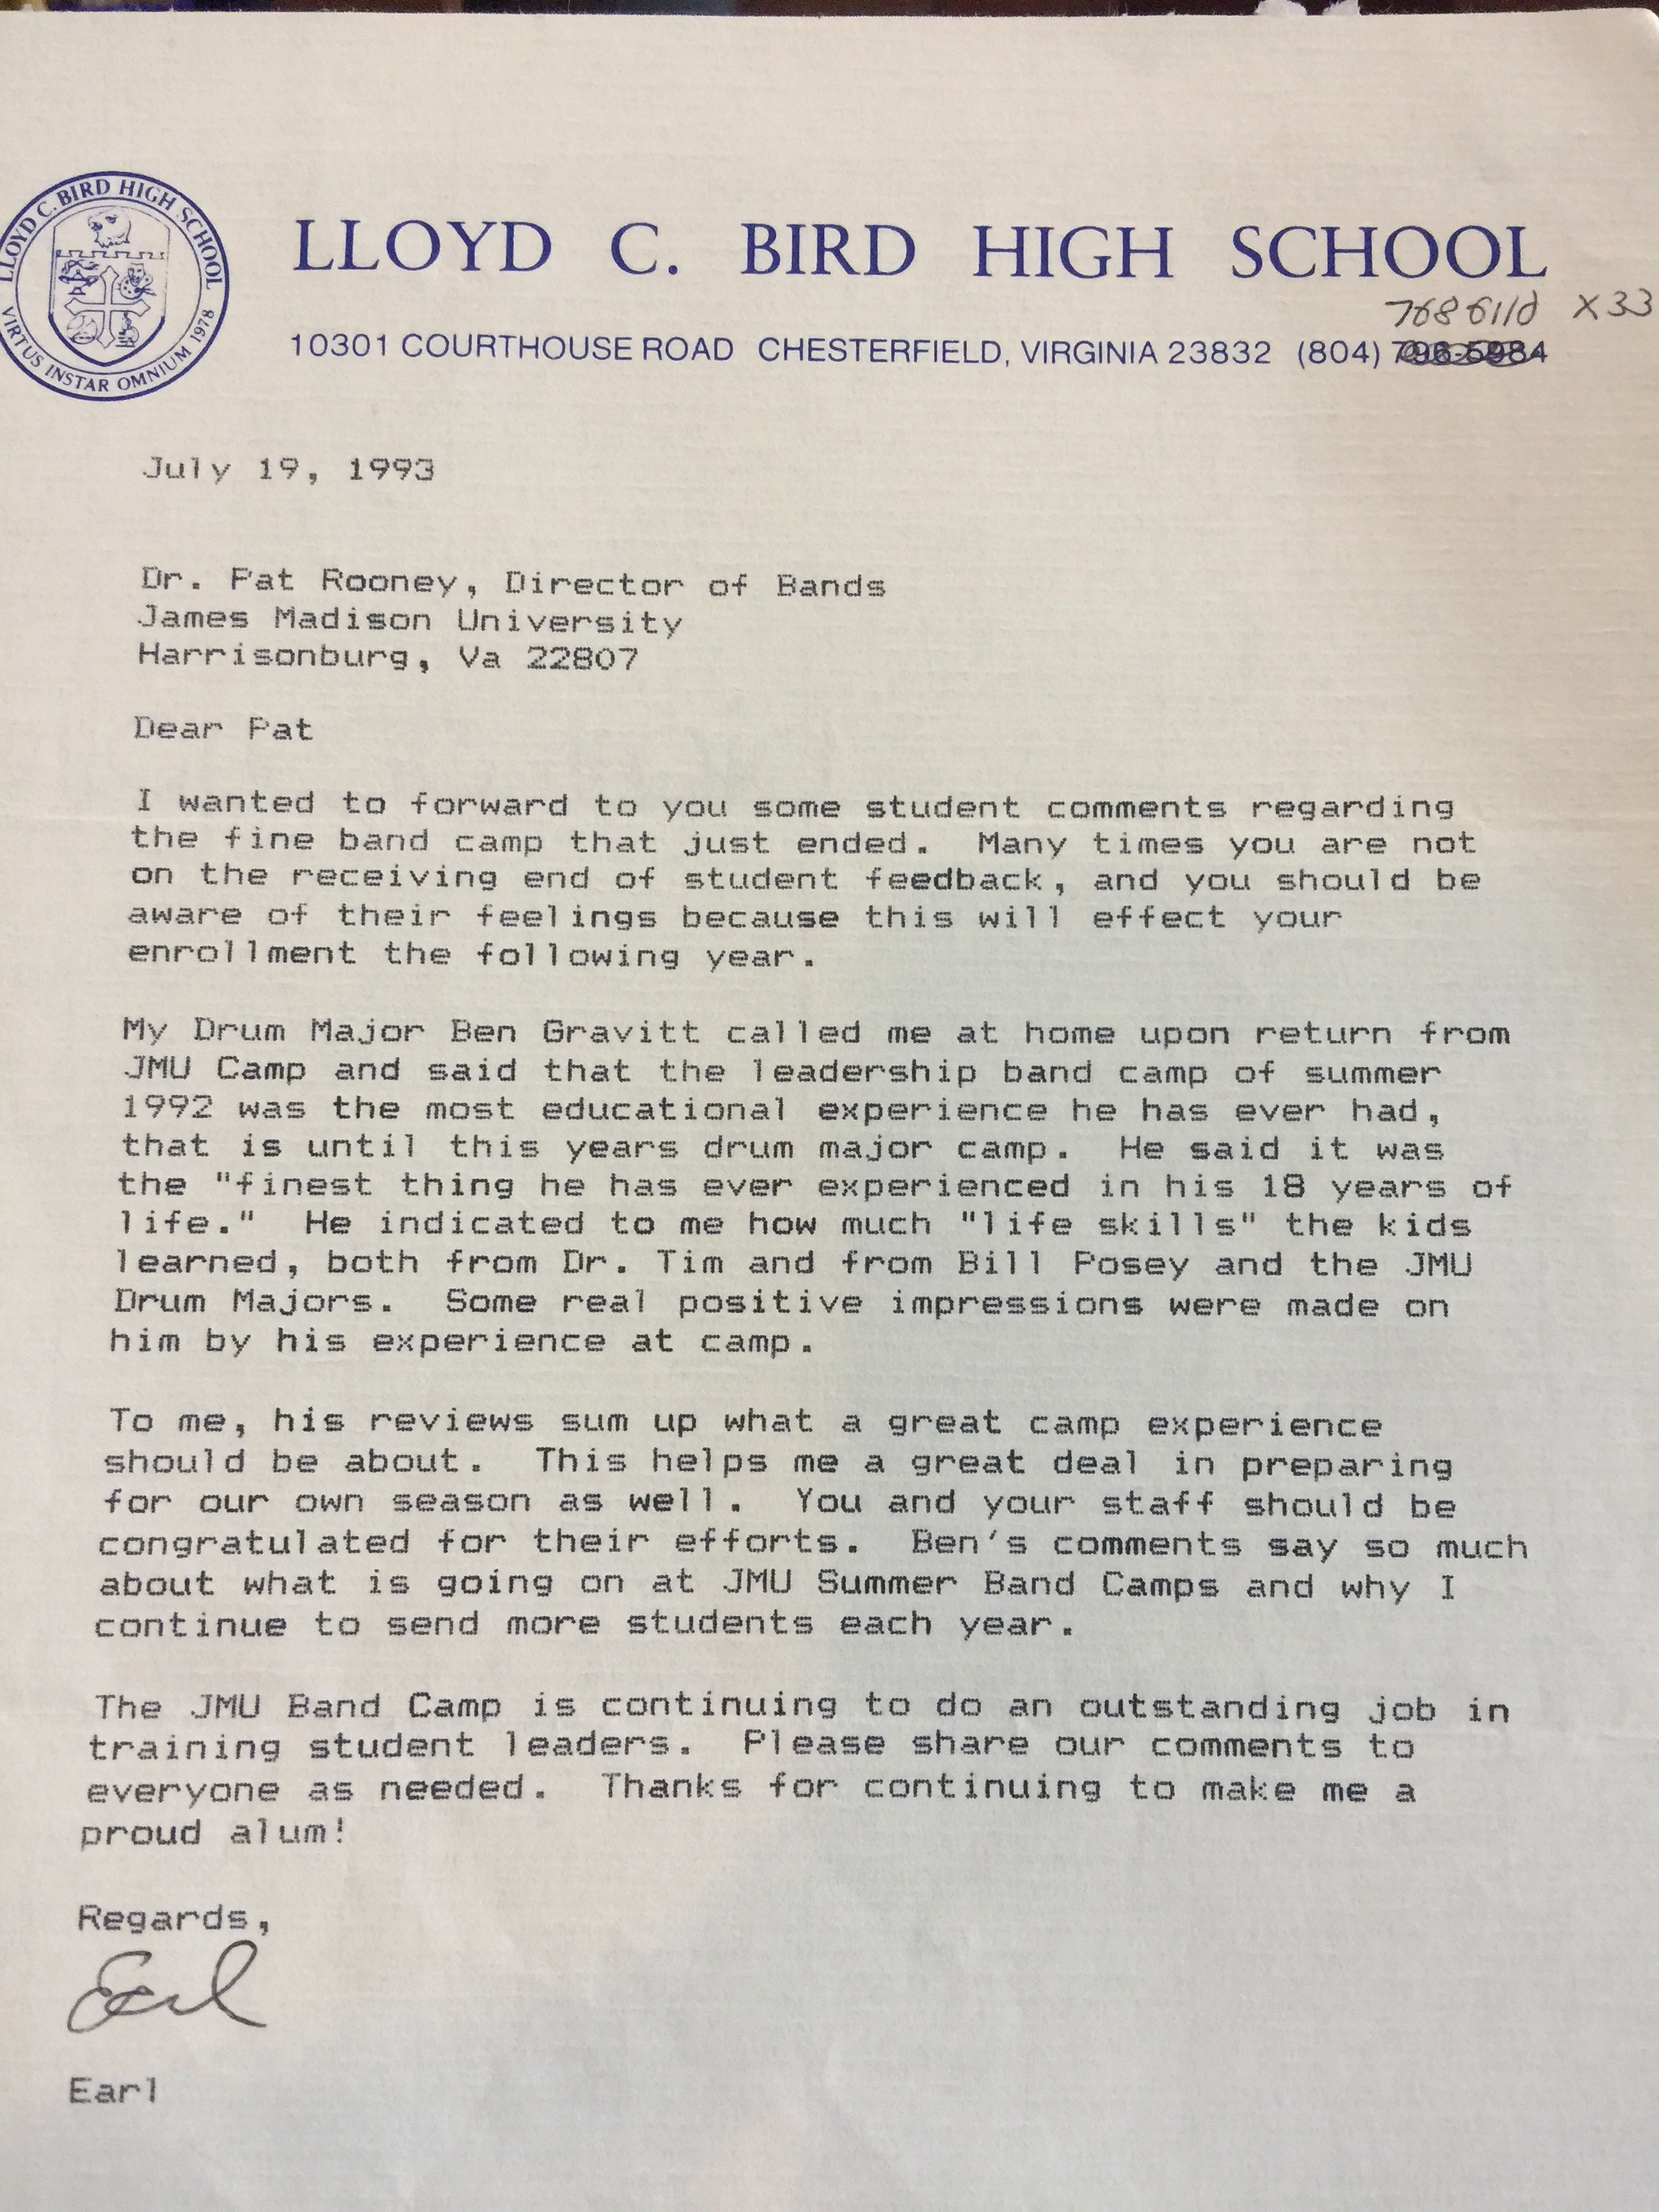 LLOYD C. BIRD HIGH SCHOOL
VIRTUS INSTAR OMNIUM 1978
LLOYD C. BIRD HIGH SCHOOL
7686110 X33
10301 COURTHOUSE ROAD CHESTERFIELD, VIRGINIA 23832 (804) 796-5984
July 19, 1993
Dr. Pat Rooney, Director of Bands
James Madison University
Harrisonburg, Va 22807
Dear Pat
I wanted to forward to you some student comments regarding
the fine band camp that just ended. Many times you are not
on the receiving end of student feedback, and you should be
aware of their feelings because this will effect your
enrollment the following year.
My Drum Major Ben Gravitt called me at home upon return from
JMU Camp and said that the leadership band camp of summer
1992 was the most educational experience he has ever had,
that is until this years drum major camp. He said it was
the "finest thing he has ever experienced in his 18 years of
life." He indicated to me how much "life skills" the kids
learned, both from Dr. Tim and from Bill Posey and the JMU
Drum Majors. Some real positive impressions were made on
him by his experience at camp.
To me, his reviews sum up what a great camp experience
should be about. This helps me a great deal in preparing
for our own season as well. You and your staff should be
congratulated for their efforts. Ben's comments say so much
about what is going on at JMU Summer Band Camps and why I
continue to send more students each year.
The JMU Band Camp is continuing to do an outstanding job in
training student leaders. Please share our comments to
everyone as needed. Thanks for continuing to make me a
proud alum!
Regards,
Earl
Earl